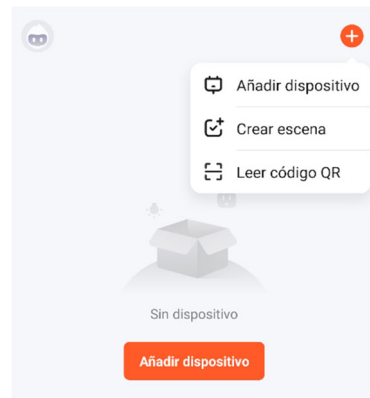 Añadir dispositivo
Crear escena
Leer código QR
Sin dispositivo
Añadir dispositivo